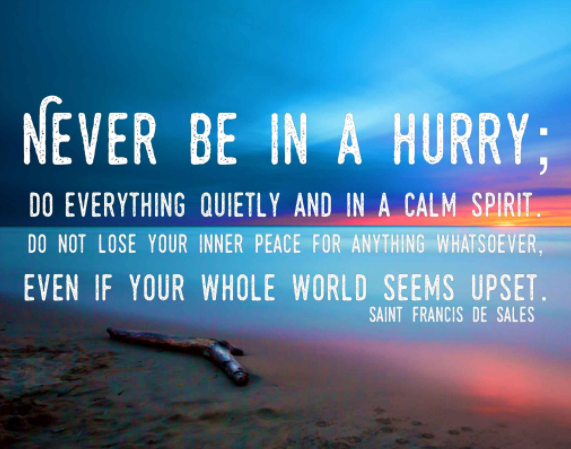 NEVER BE IN A HURRY;
DO EVERYTHING QUIETLY AND IN A CALM SPIRIT.
DO NOT LOSE YOUR INNER PEACE FOR ANYTHING WHATSOEVER,
EVEN IF YOUR WHOLE WORLD SEEMS UPSET.
SAINT FRANCIS DE SALES